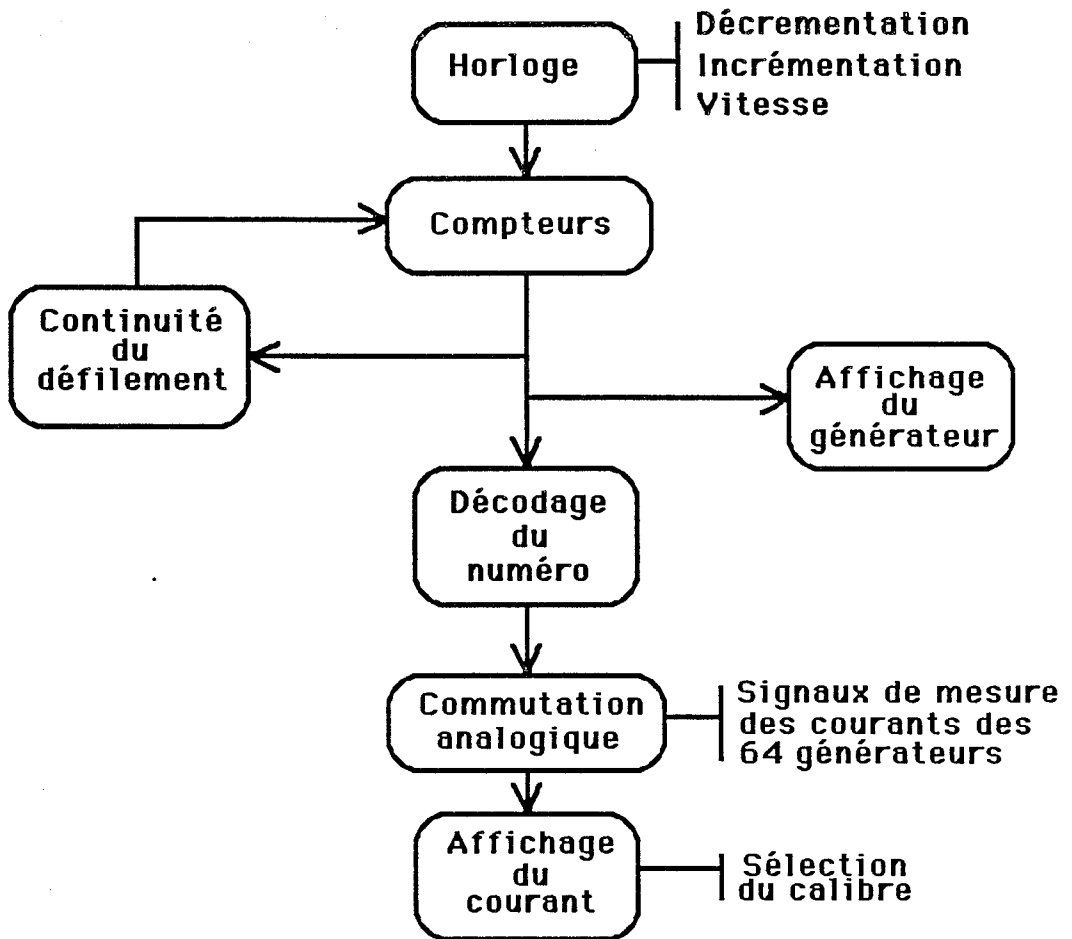 Horloge
Décrementation
Incrémentation
Vitesse
Compteurs
Continuité
du
défilement
Affichage
du
générateur
Décodage
du
numéro
Commutation
analogique
Signaux de mesure
des courants des
64 générateurs
Affichage
du
courant
Sélection
du calibre